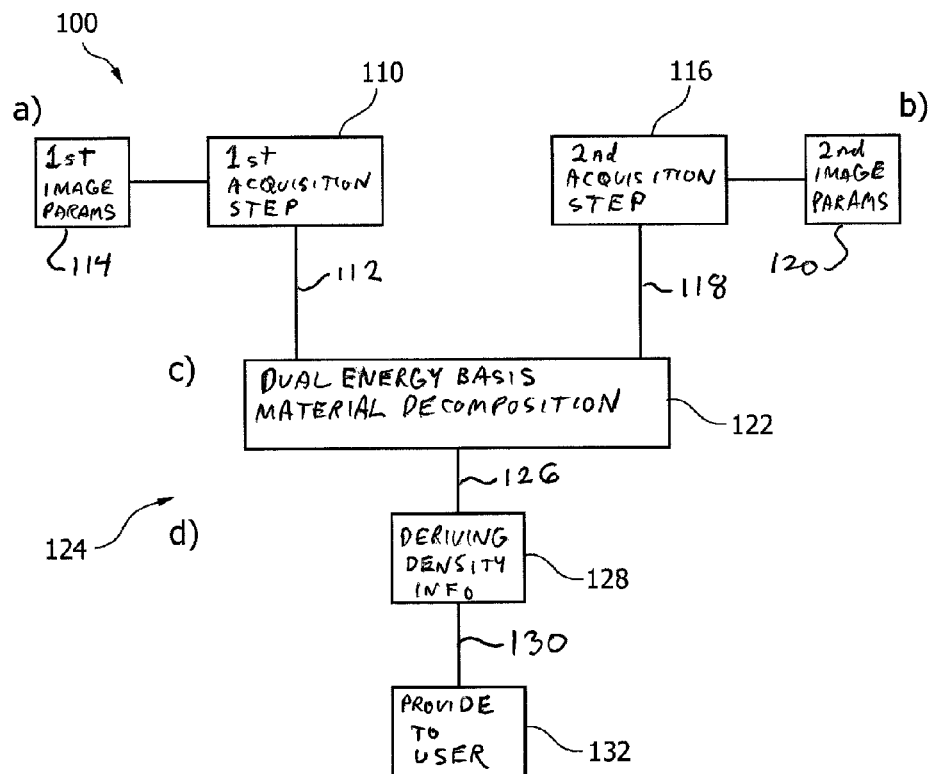 100
a)
110
116
b)
1st
IMAGE
PARAMS
1st
ACQUISITION
STEP
2nd
ACQUISITION
STEP
2nd
IMAGE
PARAMS
114
112
118
120
c)
DUAL ENERGY BASIS
MATERIAL DECOMPOSITION
122
126
124
d)
DERIVING
DENSITY
INFO
128
130
PROVIDE
TO
USER
132